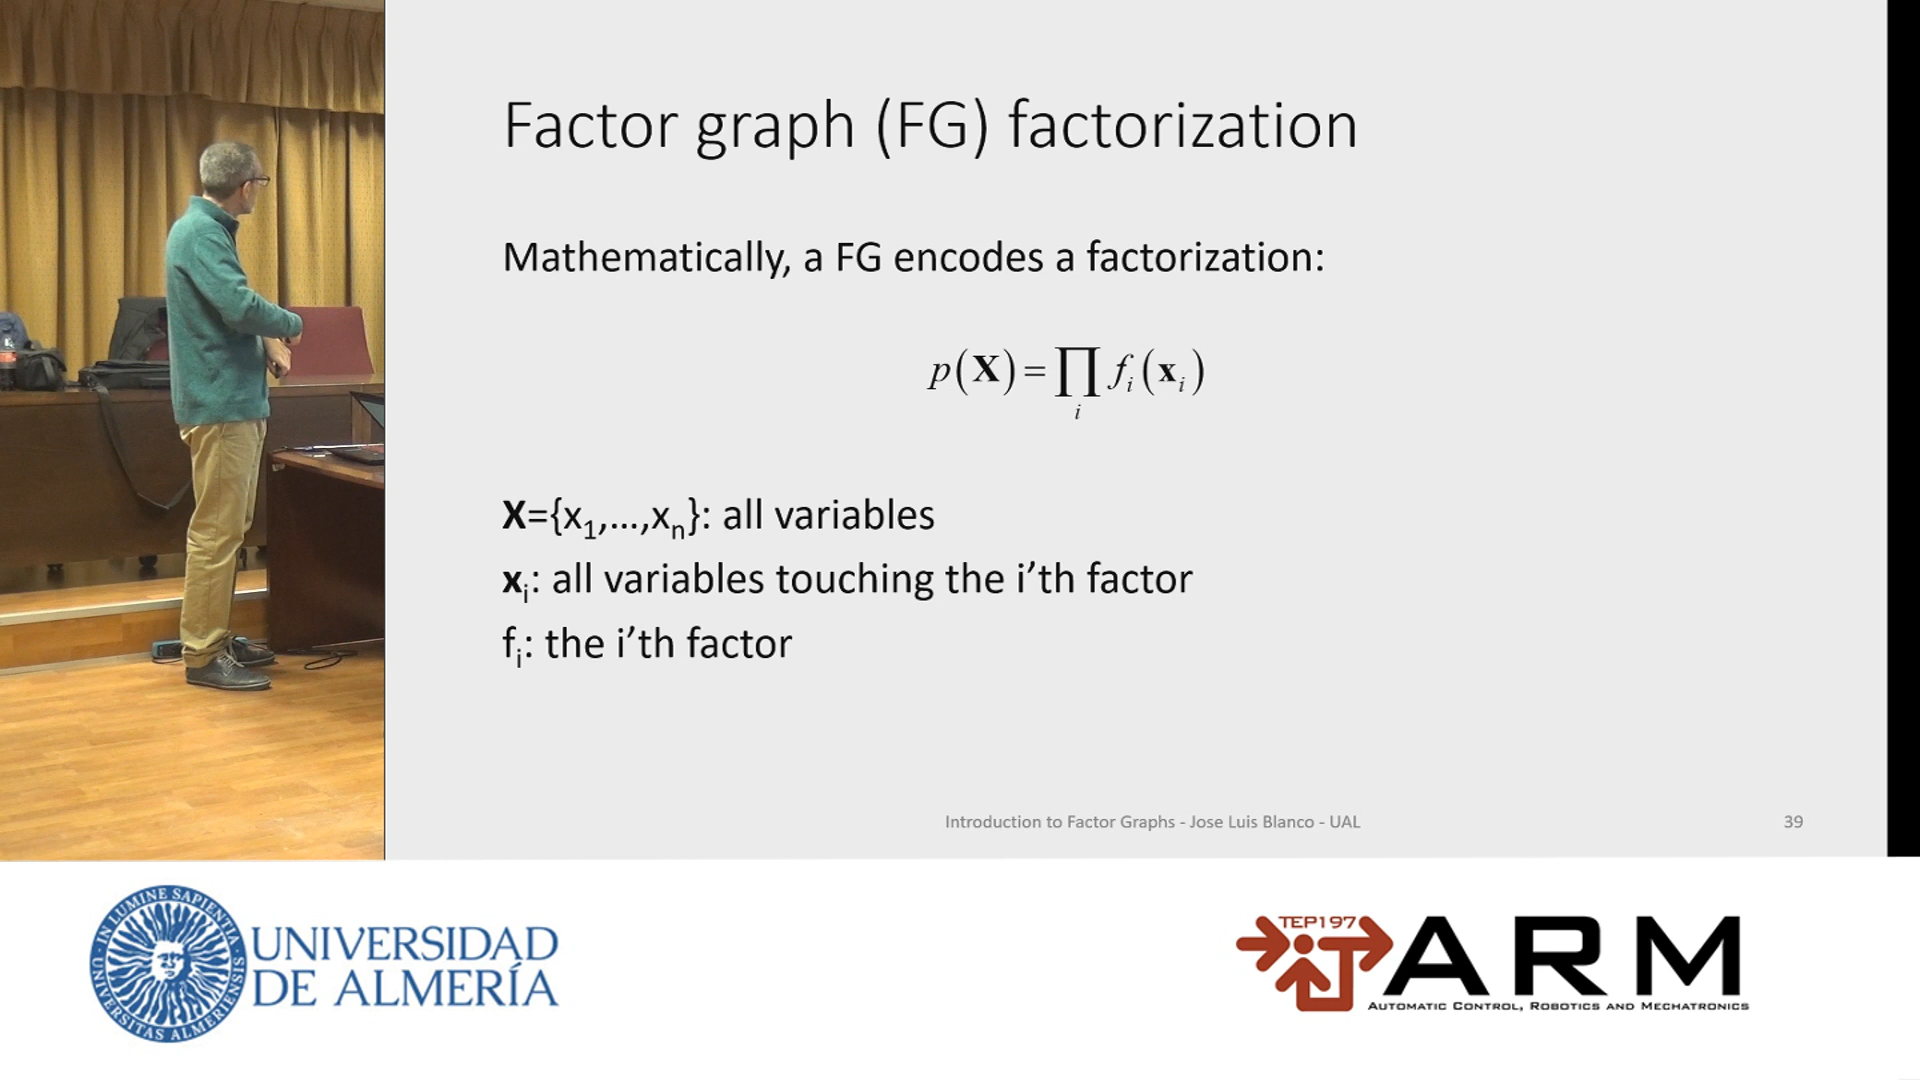 Factor graph (FG) factorization
Mathematically, a FG encodes a factorization:
p(X) = ∏ᵢ fᵢ(xᵢ)
X={x₁,…,xₙ}: all variables
xᵢ: all variables touching the i’th factor
fᵢ: the i’th factor
Introduction to Factor Graphs - Jose Luis Blanco - UAL
39
IN LUMINE SAPIENTIA
UNIVERSITAS ALMERIENSIS
UNIVERSIDAD
DE ALMERÍA
TEP197
ARM
AUTOMATIC CONTROL, ROBOTICS AND MECHATRONICS